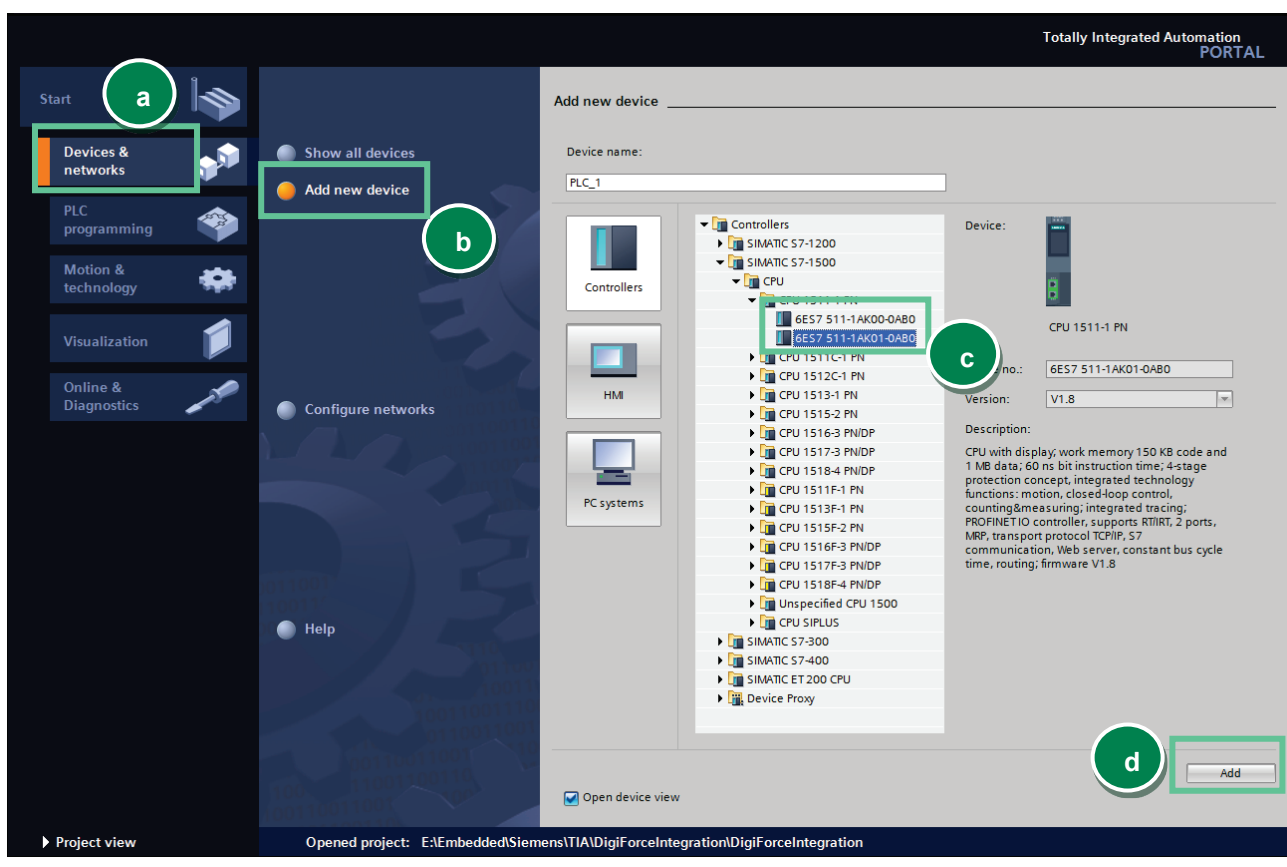 Totally Integrated Automation
PORTAL
Start
a
Devices &
networks
PLC
programming
Motion &
technology
Visualization
Online &
Diagnostics
Show all devices
Add new device
b
Configure networks
Help
Add new device
Device name:
PLC_1
Controllers
HMI
PC systems
Controllers
SIMATIC S7-1200
SIMATIC S7-1500
CPU
CPU 1511-1 PN
6ES7 511-1AK00-0AB0
6ES7 511-1AK01-0AB0
c
CPU 1511C-1 PN
CPU 1512C-1 PN
CPU 1513-1 PN
CPU 1515-2 PN
CPU 1516-3 PN/DP
CPU 1517-3 PN/DP
CPU 1518-4 PN/DP
CPU 1511F-1 PN
CPU 1513F-1 PN
CPU 1515F-2 PN
CPU 1516F-3 PN/DP
CPU 1517F-3 PN/DP
CPU 1518F-4 PN/DP
Unspecified CPU 1500
CPU SIPLUS
SIMATIC S7-300
SIMATIC S7-400
SIMATIC ET 200 CPU
Device Proxy
Device:
CPU 1511-1 PN
no.: 6ES7 511-1AK01-0AB0
Version: V1.8
Description:
CPU with display; work memory 150 KB code and
1 MB data; 60 ns bit instruction time; 4-stage
protection concept, integrated technology
functions: motion, closed-loop control,
counting&measuring; integrated tracing;
PROFINET IO controller, supports RT/IRT, 2 ports,
MRP, transport protocol TCP/IP, S7
communication, Web server, constant bus cycle
time, routing; firmware V1.8
d
Add
Open device view
Project view
Opened project: E:\Embedded\Siemens\TIA\DigiForceIntegration\DigiForceIntegration